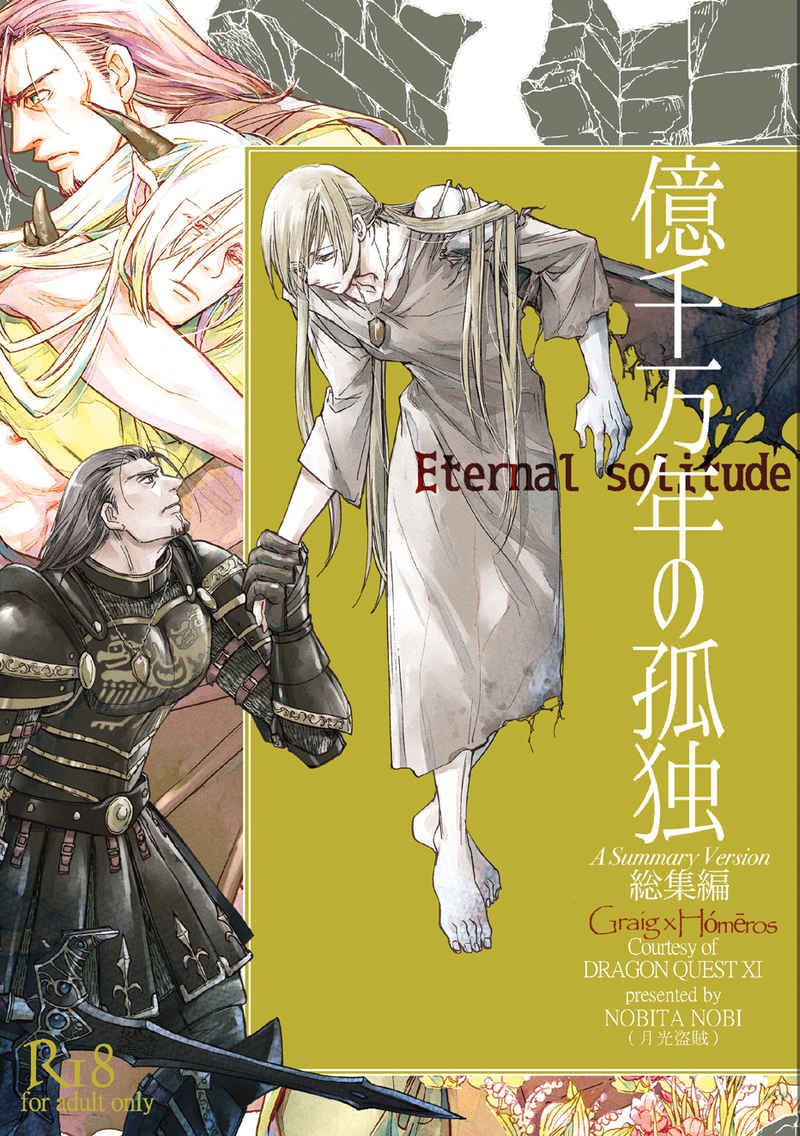 億千万年の孤独
Eternal solitude
A Summary Version
総集編
Graig x Hómēros
Courtesy of
DRAGON QUEST XI
presented by
NOBITA NOBI
(月光盗賊)
R18
for adult only